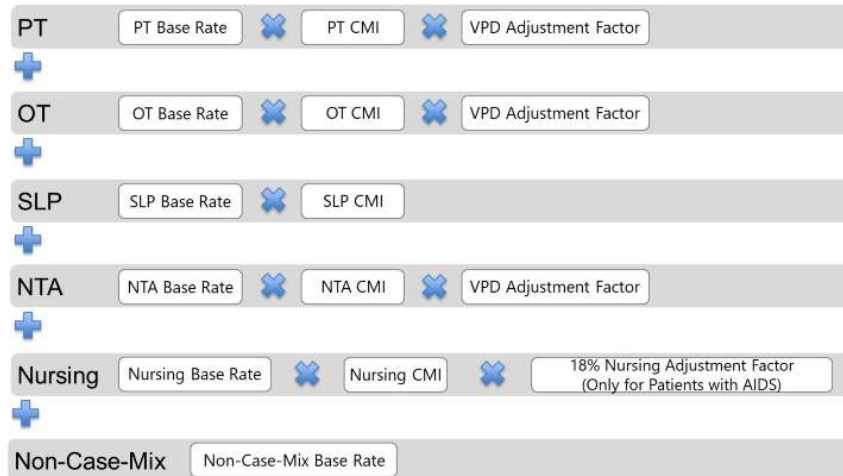 PT PT Base Rate PT CMI VPD Adjustment Factor
OT OT Base Rate OT CMI VPD Adjustment Factor
SLP SLP Base Rate SLP CMI
NTA NTA Base Rate NTA CMI VPD Adjustment Factor
Nursing Nursing Base Rate Nursing CMI 18% Nursing Adjustment Factor
(Only for Patients with AIDS)
Non-Case-Mix Non-Case-Mix Base Rate